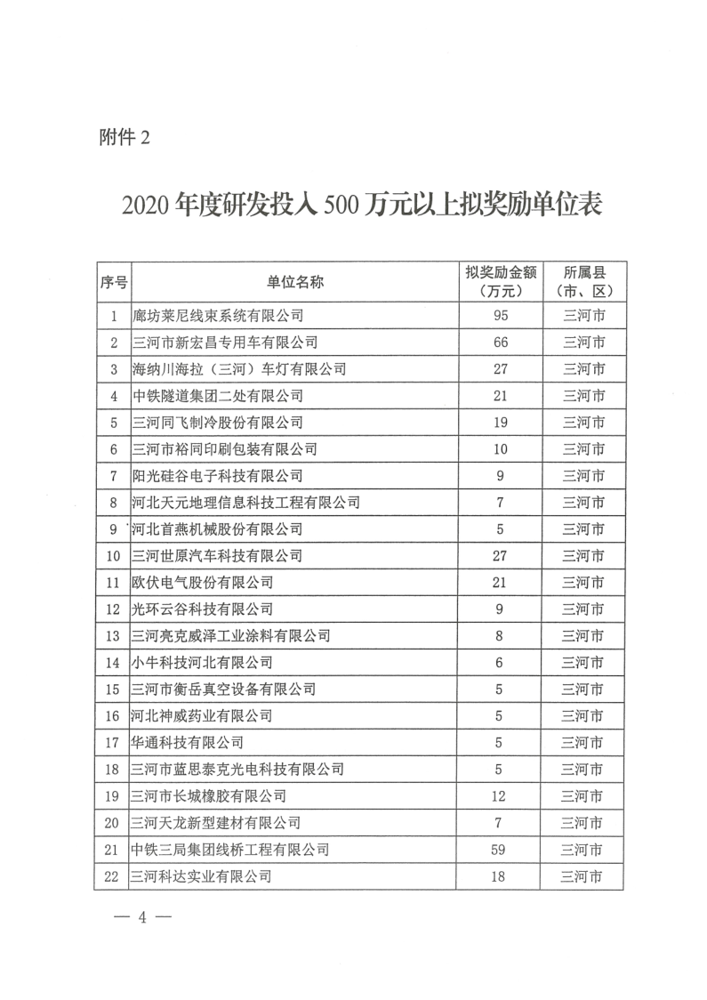 附件 2
2020 年度研发投入 500 万元以上拟奖励单位表
序号 单位名称 拟奖励金额（万元） 所属县（市、区）
1 廊坊莱尼线束系统有限公司 95 三河市
2 三河市新宏昌专用车有限公司 66 三河市
3 海纳川海拉（三河）车灯有限公司 27 三河市
4 中铁隧道集团二处有限公司 21 三河市
5 三河同飞制冷股份有限公司 19 三河市
6 三河市裕同印刷包装有限公司 10 三河市
7 阳光硅谷电子科技有限公司 9 三河市
8 河北天元地理信息科技工程有限公司 7 三河市
9 河北首燕机械股份有限公司 5 三河市
10 三河世原汽车科技有限公司 27 三河市
11 欧伏电气股份有限公司 21 三河市
12 光环云谷科技有限公司 9 三河市
13 三河亮克威泽工业涂料有限公司 8 三河市
14 小牛科技河北有限公司 6 三河市
15 三河市衡岳真空设备有限公司 5 三河市
16 河北神威药业有限公司 5 三河市
17 华通科技有限公司 5 三河市
18 三河市蓝思泰克光电科技有限公司 5 三河市
19 三河市长城橡胶有限公司 12 三河市
20 三河天龙新型建材有限公司 7 三河市
21 中铁三局集团线桥工程有限公司 59 三河市
22 三河科达实业有限公司 18 三河市
— 4 —